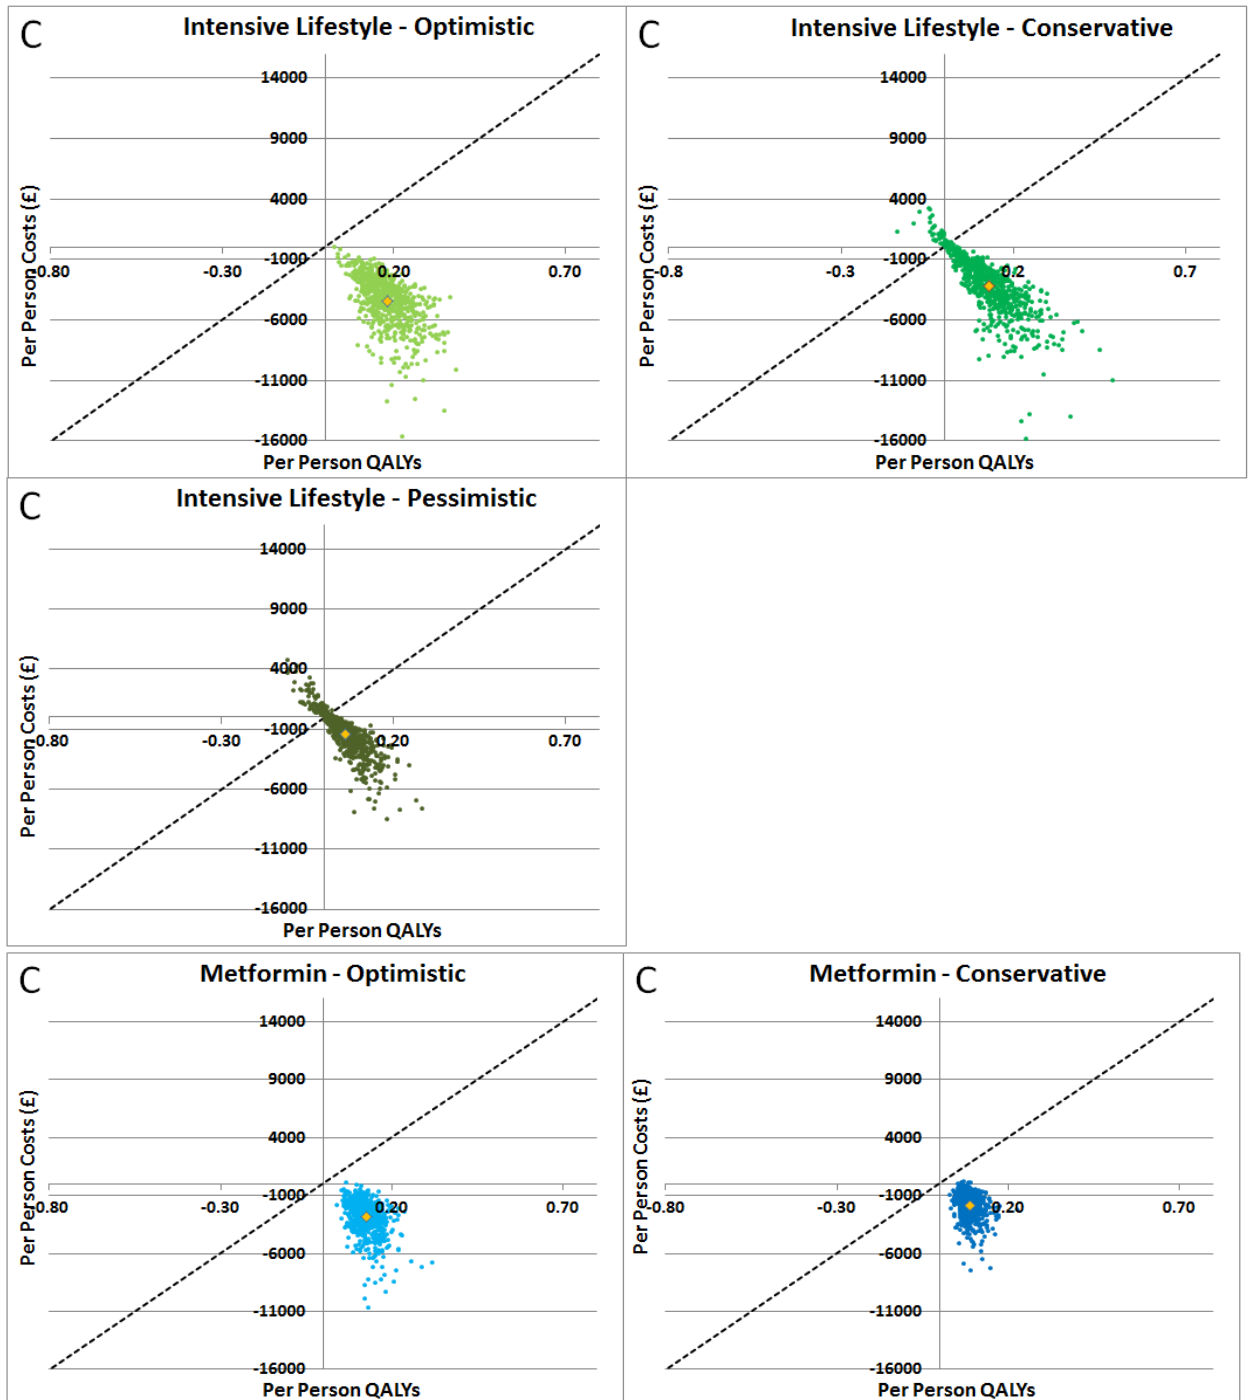 C
Intensive Lifestyle - Optimistic
14000
9000
4000
-1000
-6000
-11000
-16000
0.80
-0.30
0.20
0.70
Per Person Costs (£)
Per Person QALYs
C
Intensive Lifestyle - Conservative
14000
9000
4000
-1000
-6000
-11000
-16000
-0.8
-0.3
0.2
0.7
Per Person Costs (£)
Per Person QALYs
C
Intensive Lifestyle - Pessimistic
14000
9000
4000
-1000
-6000
-11000
-16000
0.80
-0.30
0.20
0.70
Per Person Costs (£)
Per Person QALYs
C
Metformin - Optimistic
14000
9000
4000
-1000
-6000
-11000
-16000
0.80
-0.30
0.20
0.70
Per Person Costs (£)
Per Person QALYs
C
Metformin - Conservative
14000
9000
4000
-1000
-6000
-11000
-16000
-0.80
-0.30
0.20
0.70
Per Person Costs (£)
Per Person QALYs